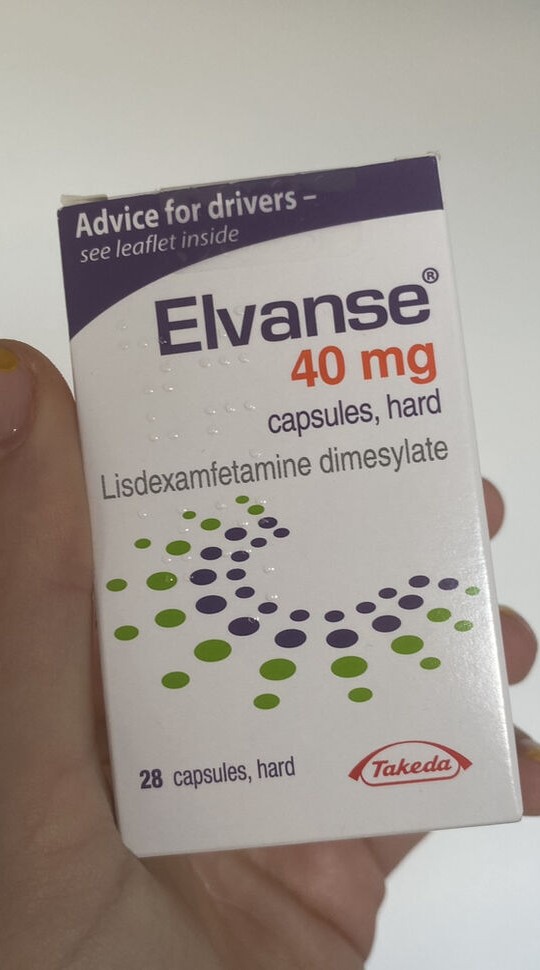 Advice for drivers –
see leaflet inside
Elvanse®
40 mg
capsules, hard
Lisdexamfetamine dimesylate
28 capsules, hard
Takeda